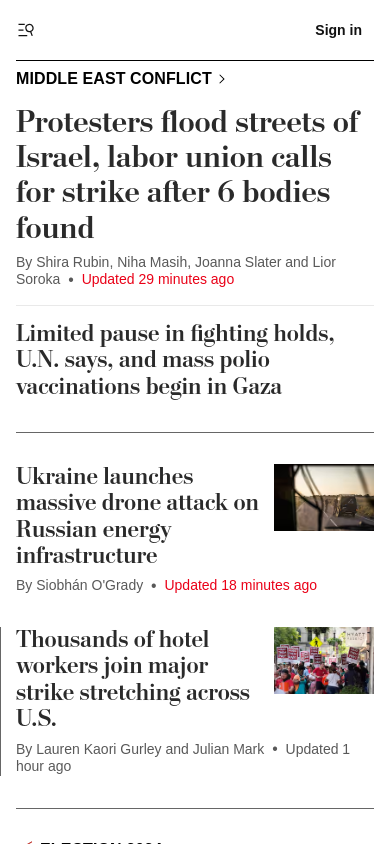 Sign in
MIDDLE EAST CONFLICT
Protesters flood streets of
Israel, labor union calls
for strike after 6 bodies
found
By Shira Rubin, Niha Masih, Joanna Slater and Lior
Soroka • Updated 29 minutes ago
Limited pause in fighting holds,
U.N. says, and mass polio
vaccinations begin in Gaza
Ukraine launches
massive drone attack on
Russian energy
infrastructure
By Siobhán O'Grady • Updated 18 minutes ago
Thousands of hotel
workers join major
strike stretching across
U.S.
By Lauren Kaori Gurley and Julian Mark • Updated 1
hour ago